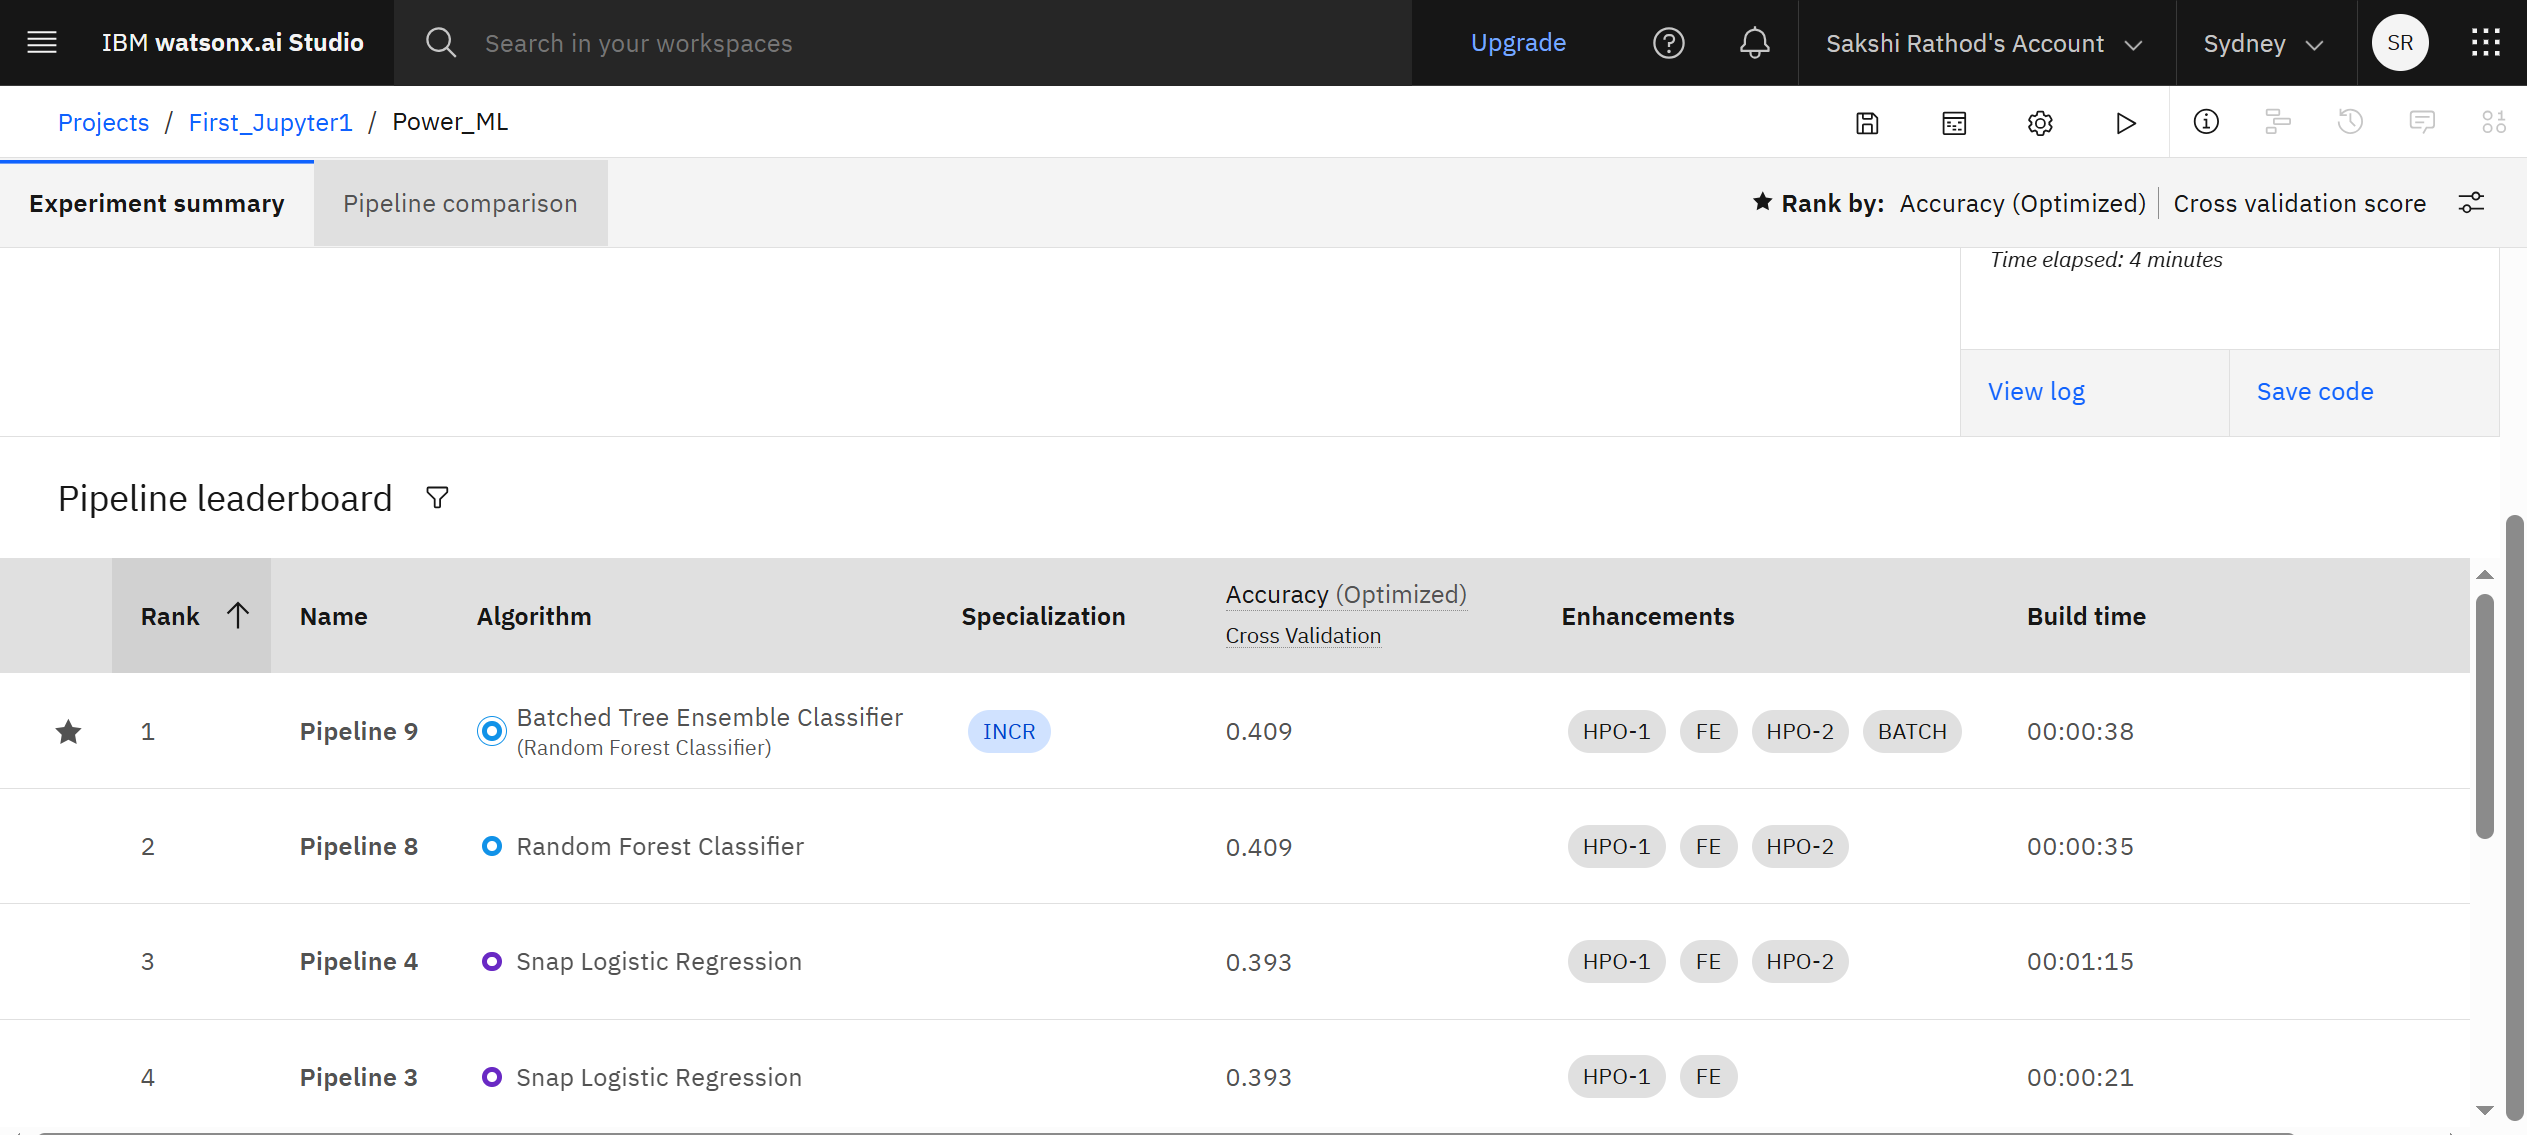 IBM watsonx.ai Studio
Search in your workspaces
Upgrade
Sakshi Rathod's Account
Sydney
SR
Projects / First_Jupyter1 / Power_ML
Experiment summary
Pipeline comparison
Rank by: Accuracy (Optimized) | Cross validation score
Time elapsed: 4 minutes
View log
Save code
Pipeline leaderboard
Rank
Name
Algorithm
Specialization
Accuracy (Optimized)
Cross Validation
Enhancements
Build time
1 Pipeline 9 Batched Tree Ensemble Classifier
(Random Forest Classifier)
INCR 0.409 HPO-1 FE HPO-2 BATCH 00:00:38
2 Pipeline 8 Random Forest Classifier 0.409 HPO-1 FE HPO-2 00:00:35
3 Pipeline 4 Snap Logistic Regression 0.393 HPO-1 FE HPO-2 00:01:15
4 Pipeline 3 Snap Logistic Regression 0.393 HPO-1 FE 00:00:21